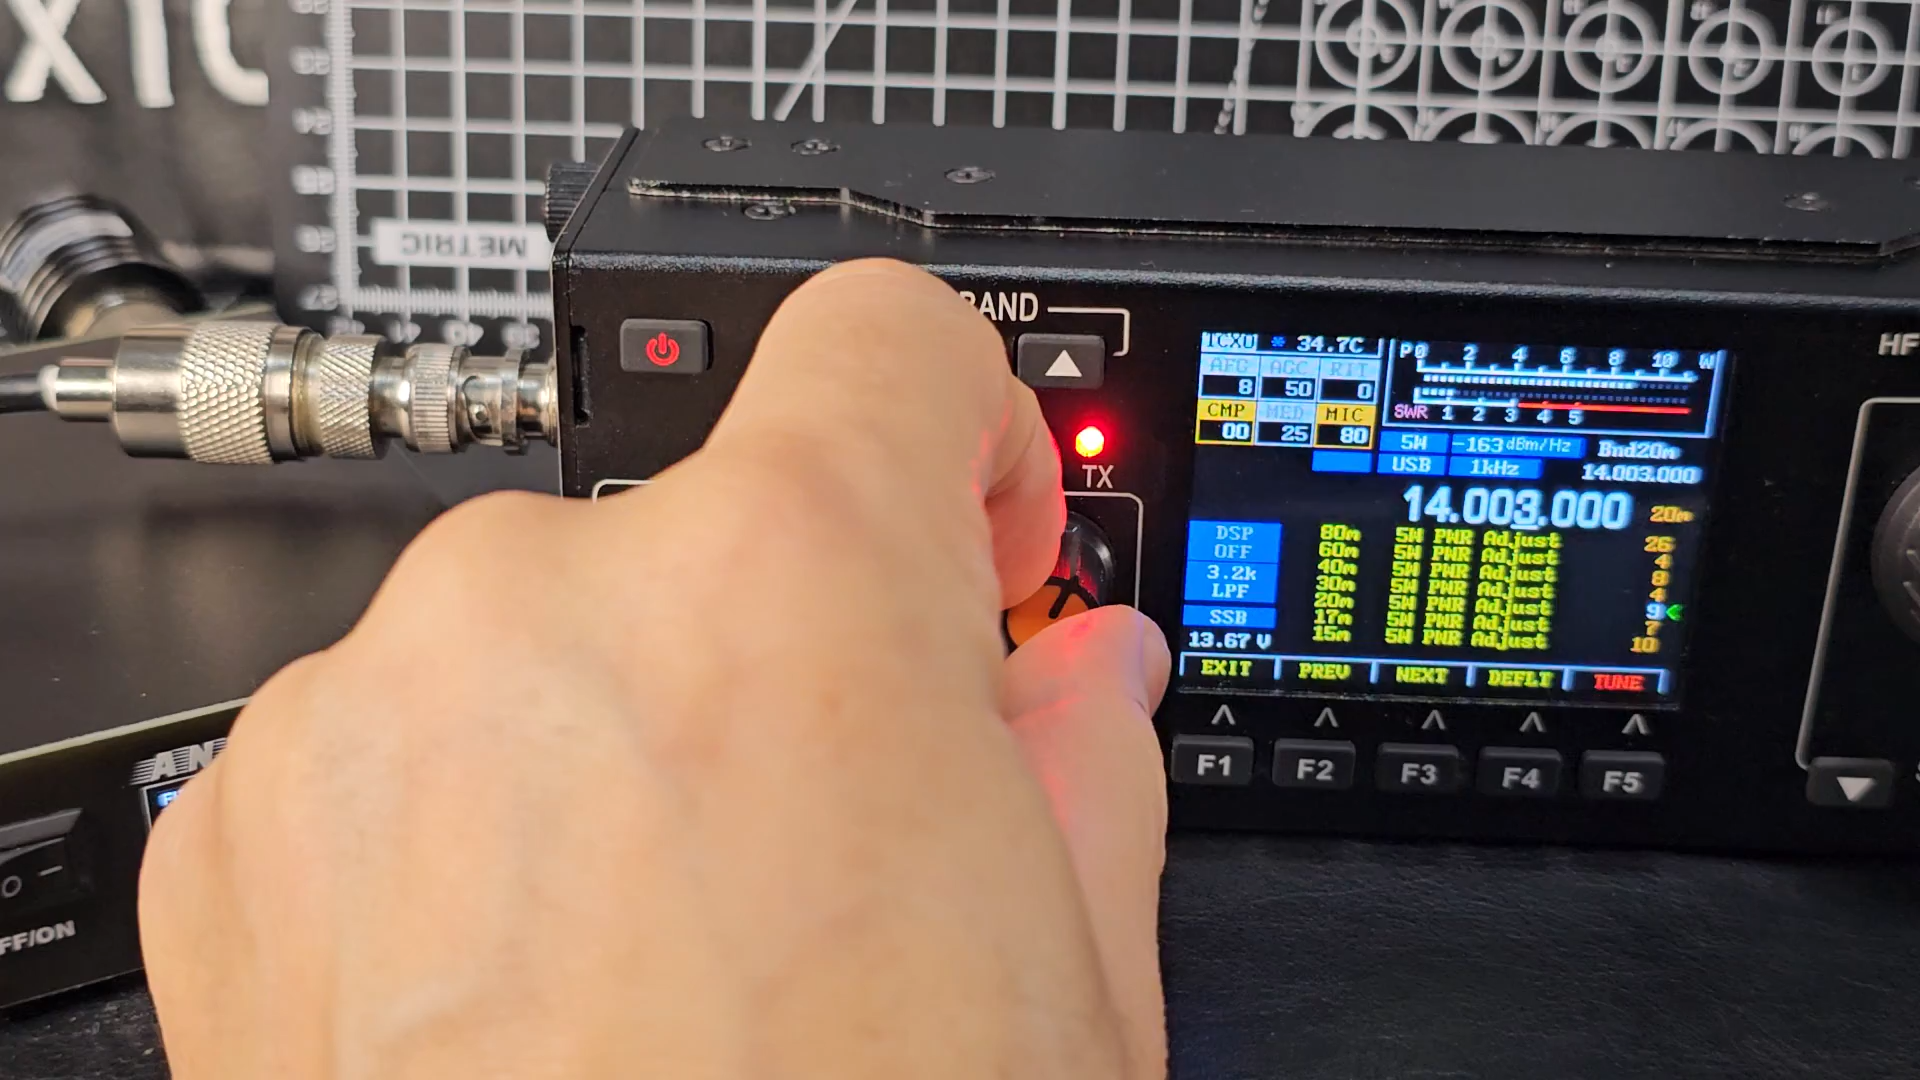 XIC
METRIC
BAND
TX
HF
TCXO * 34.7C
AFG AGC RIT
8 50 0
CMP MED MIC
00 25 80
P0 2 4 6 8 10 W
SWR 1 2 3 4 5
5W -163dBm/Hz Bnd20m
USB 1kHz 14.003.000
14.003.000 20m
DSP
OFF
3.2k
LPF
SSB
13.67 V
80m 5W PWR Adjust 26
60m 5W PWR Adjust 4
40m 5W PWR Adjust 8
30m 5W PWR Adjust 4
20m 5W PWR Adjust 9
17m 5W PWR Adjust 7
15m 5W PWR Adjust 10
EXIT PREV NEXT DEFLT TUNE
F1 F2 F3 F4 F5
AN
FF/ON